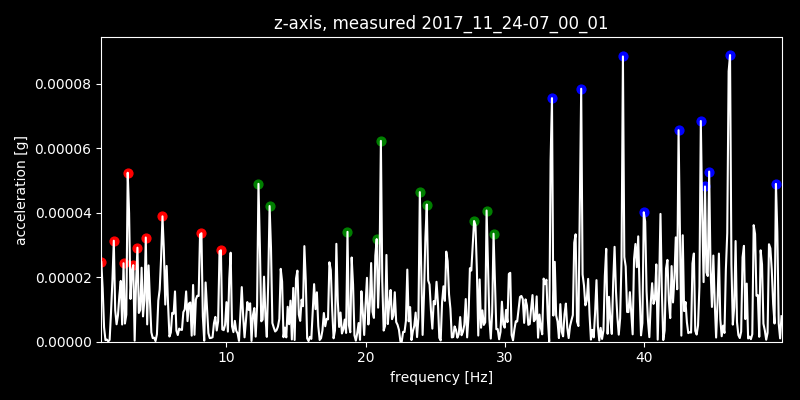 z-axis, measured 2017_11_24-07_00_01
0.00008
0.00006
0.00004
0.00002
0.00000
acceleration [g]
10 20 30 40
frequency [Hz]